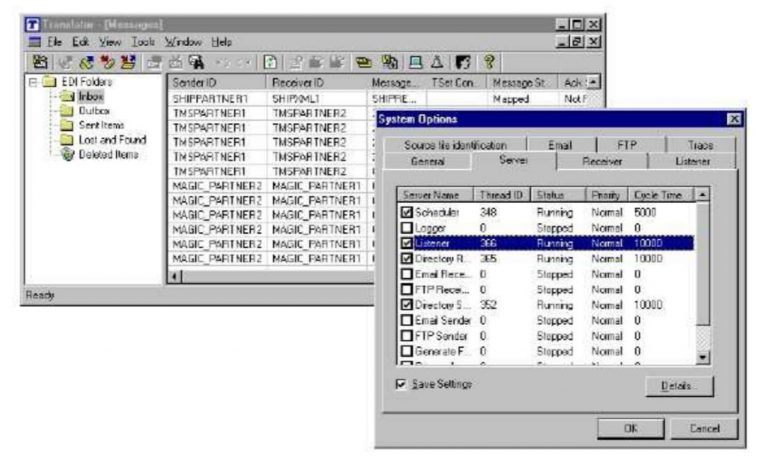 Translator - [Messages]
File Edit View Tools Window Help
EDI Folders
Inbox
Outbox
Sent Items
Lost and Found
Deleted Items
Sender ID Receiver ID Message... TSet Con... Message St... Ack
SHIPPARTNER1 SHIPXML1 SHIPRE... Mapped
TMSPARTNER1 TMSPARTNER2
TMSPARTNER1 TMSPARTNER2
TMSPARTNER1 TMSPARTNER2
TMSPARTNER1 TMSPARTNER2
TMSPARTNER1 TMSPARTNER2
MAGIC_PARTNER2 MAGIC_PARTNER1
MAGIC_PARTNER2 MAGIC_PARTNER1
MAGIC_PARTNER2 MAGIC_PARTNER1
MAGIC_PARTNER2 MAGIC_PARTNER1
MAGIC_PARTNER2 MAGIC_PARTNER1
MAGIC_PARTNER2 MAGIC_PARTNER1
Ready
System Options
Source file identification Email FTP Trace
General Server Receiver Listener
Server Name Thread ID Status Priority Cycle Time
Scheduler 348 Running Normal 5000
Logger 0 Stopped Normal 0
Listener 366 Running Normal 10000
Directory R... 365 Running Normal 10000
Email Rece... 0 Stopped Normal 0
FTP Recei... 0 Stopped Normal 0
Directory S... 352 Running Normal 10000
Email Sender 0 Stopped Normal 0
FTP Sender 0 Stopped Normal 0
Generate F... 0 Stopped Normal 0
Save Settings
Details...
OK Cancel